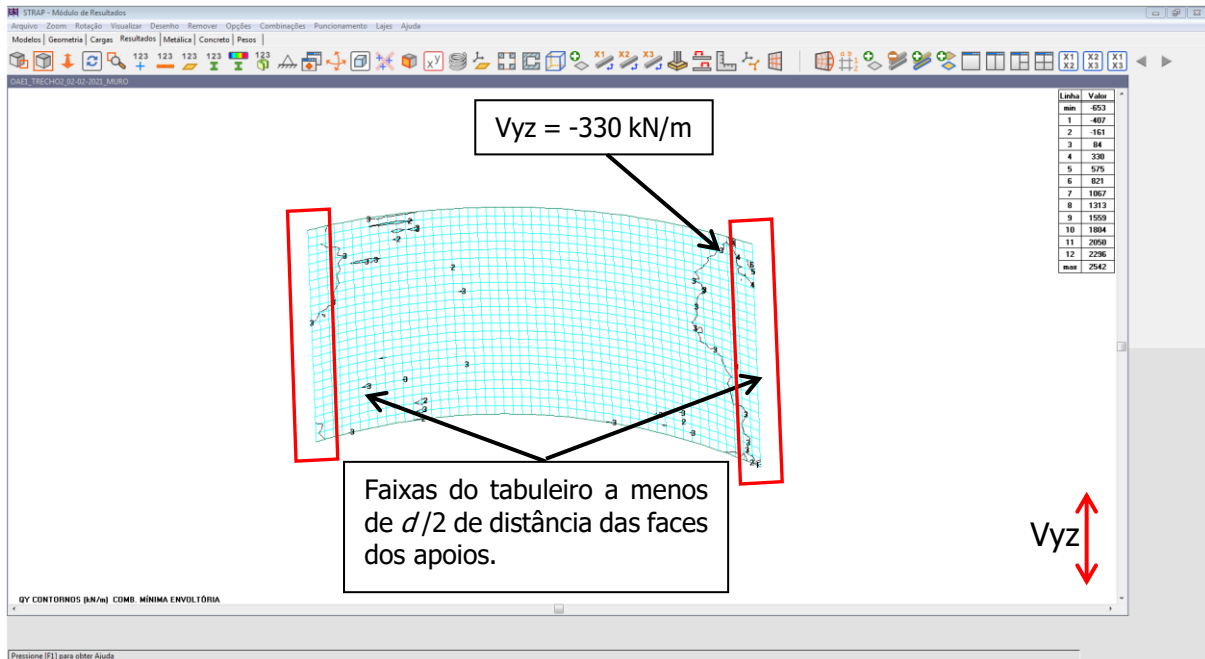 STRAP - Módulo de Resultados
Arquivo Zoom Rotação Visualizar Desenho Remover Opções Combinações Puncionamento Lajes Ajuda
Modelos Geometria Cargas Resultados Metálica Concreto Pesos
OAE1_TRECHO2_02-02-2021_MURO
Linha Valor
min -653
1 -407
2 -161
3 84
4 330
5 575
6 821
7 1067
8 1313
9 1559
10 1804
11 2050
12 2296
max 2542
Vyz = -330 kN/m
Faixas do tabuleiro a menos
de d/2 de distância das faces
dos apoios.
Vyz
QY CONTORNOS (kN/m) COMB. MÍNIMA ENVOLTÓRIA
Pressione [F1] para obter Ajuda